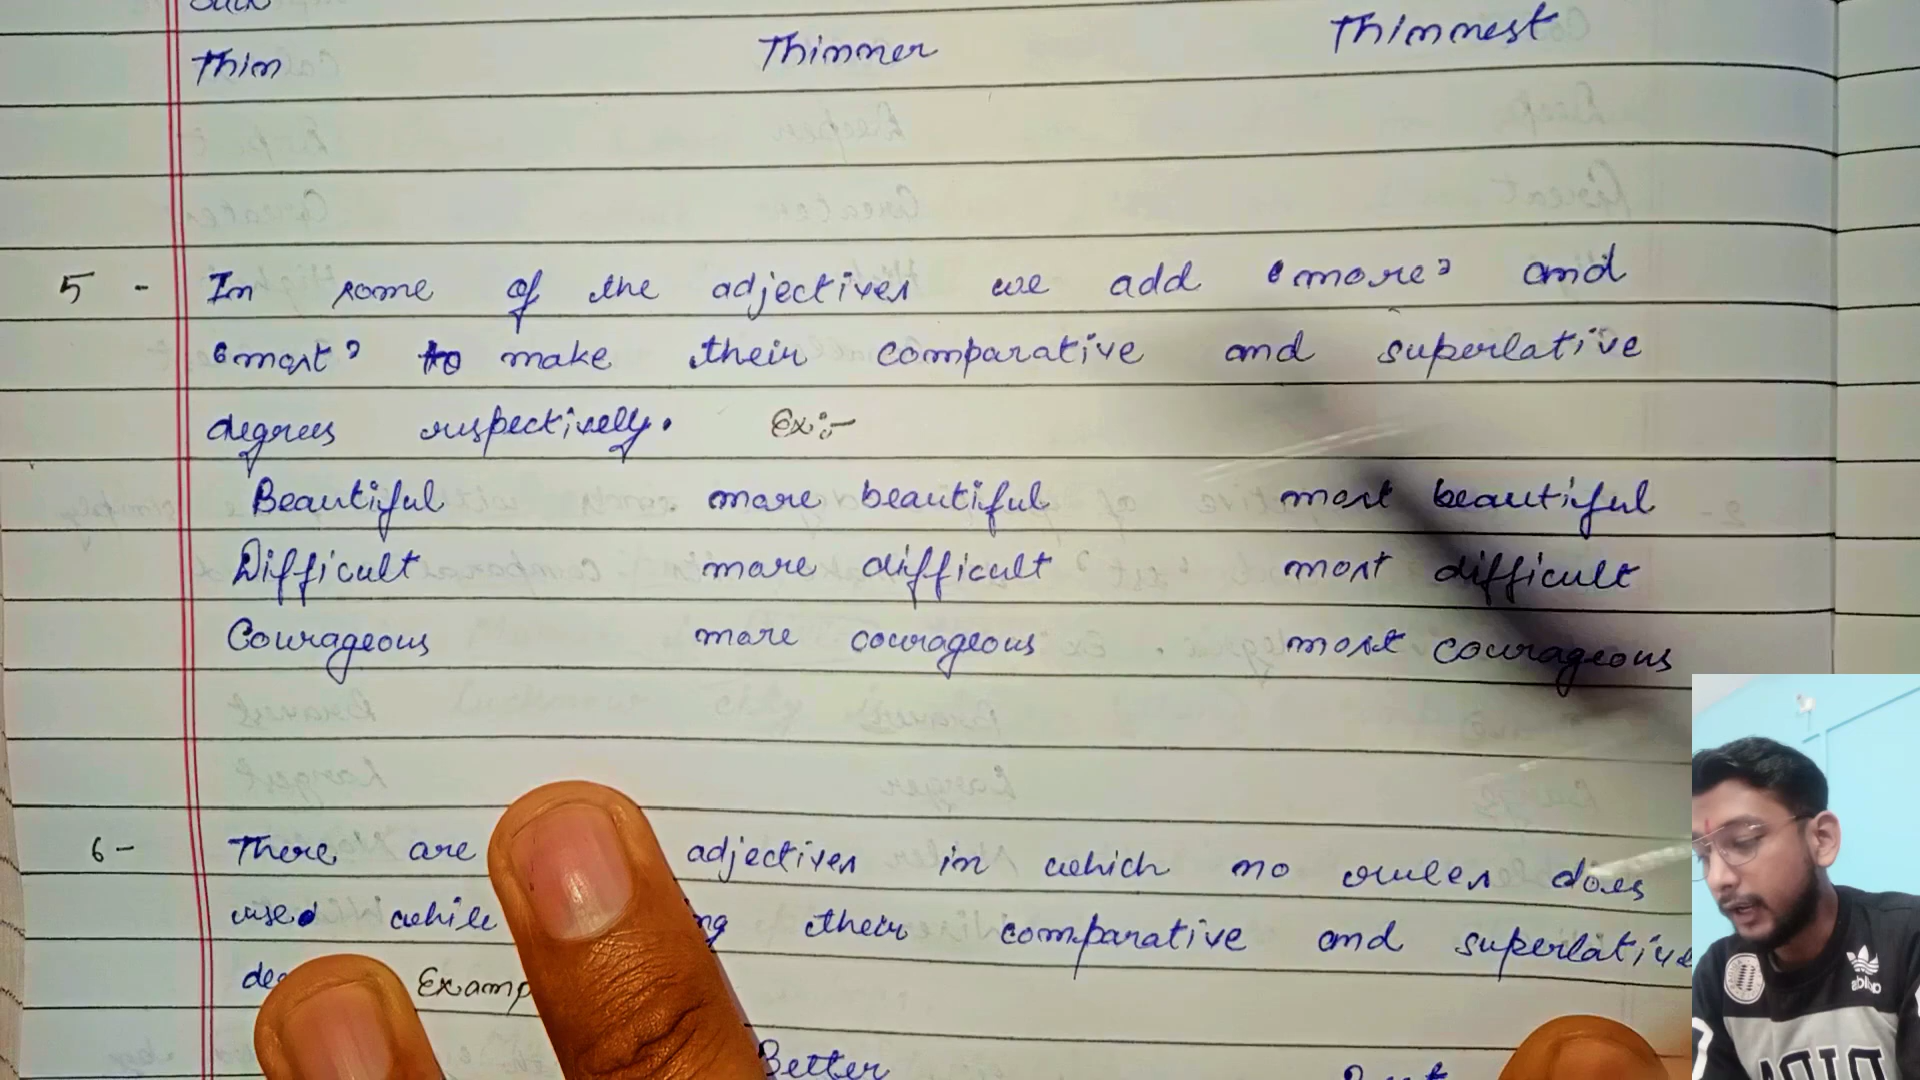 Thin Thinner Thinnest
5 - In some of the adjectives we add 'more' and
'most' to make their comparative and superlative
degrees respectively. Ex:-
Beautiful more beautiful most beautiful
Difficult more difficult most difficult
Courageous more courageous most courageous
6- There are adjectives in which no rules does
used while their comparative and superlative
Better
adidas